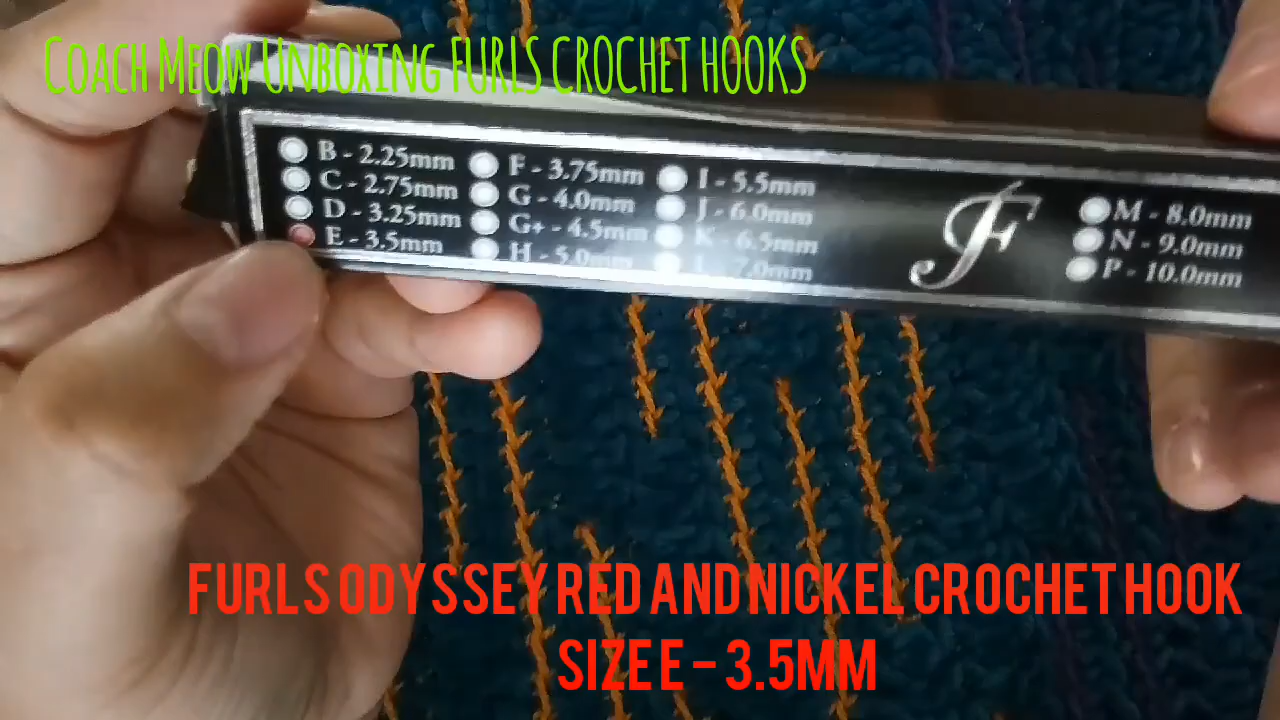 Coach Meow Unboxing FURLS CROCHET HOOKS
B - 2.25mm
C - 2.75mm
D - 3.25mm
E - 3.5mm
F - 3.75mm
G - 4.0mm
G+ - 4.5mm
H - 5.0mm
I - 5.5mm
J - 6.0mm
K - 6.5mm
L - 7.0mm
F
M - 8.0mm
N - 9.0mm
P - 10.0mm
FURLS ODYSSEY RED AND NICKEL CROCHET HOOK
SIZE E - 3.5MM